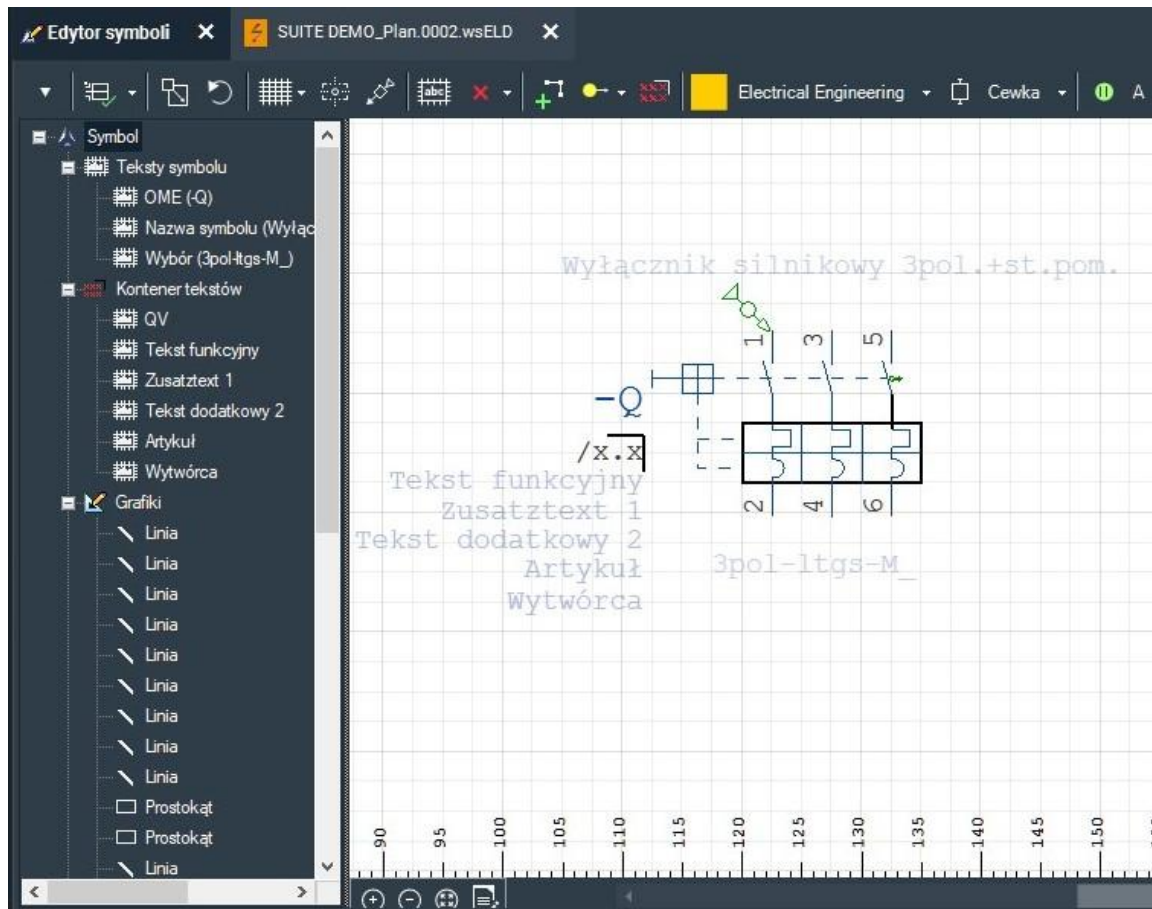 Edytor symboli
SUITE DEMO_Plan.0002.wsELD
abc
xxx
xxx
Electrical Engineering
Cewka
A
Symbol
Teksty symbolu
OME (-Q)
Nazwa symbolu (Wyłąc
Wybór (3pol-ltgs-M_)
Kontener tekstów
QV
Tekst funkcyjny
Zusatztext 1
Tekst dodatkowy 2
Artykuł
Wytwórca
Grafiki
Linia
Linia
Linia
Linia
Linia
Linia
Linia
Linia
Linia
Prostokąt
Prostokąt
Linia
Wyłącznik silnikowy 3pol.+st.pom.
1 3 5
-Q
/x.x
Tekst funkcyjny
Zusatztext 1
Tekst dodatkowy 2
Artykuł
Wytwórca
2 4 6
3pol-ltgs-M_
90 95 100 105 110 115 120 125 130 135 140 145 150